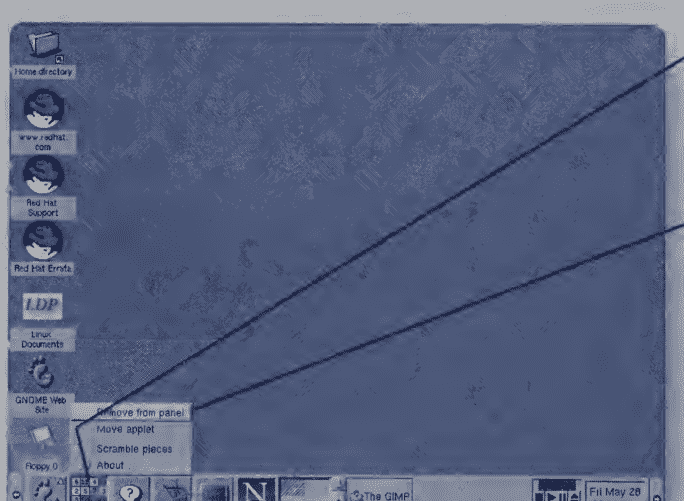 Home directory
www.redhat.
com
Red Hat
Support
Red Hat Errata
LDP
Linux
Documents
GNOME Web
Site
Floppy 0
Remove from panel
Move applet
Scramble pieces
About
?
N
The GIMP
Fri May 28